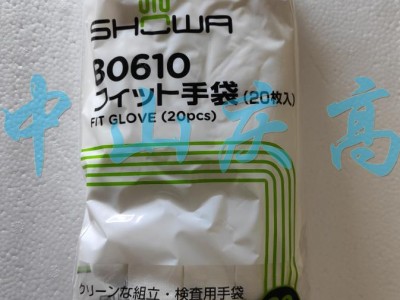 SHOWA
B0610
フィット手袋(20枚入)
FIT GLOVE (20pcs)
中山庆高
クリーンな組立・検査用手袋